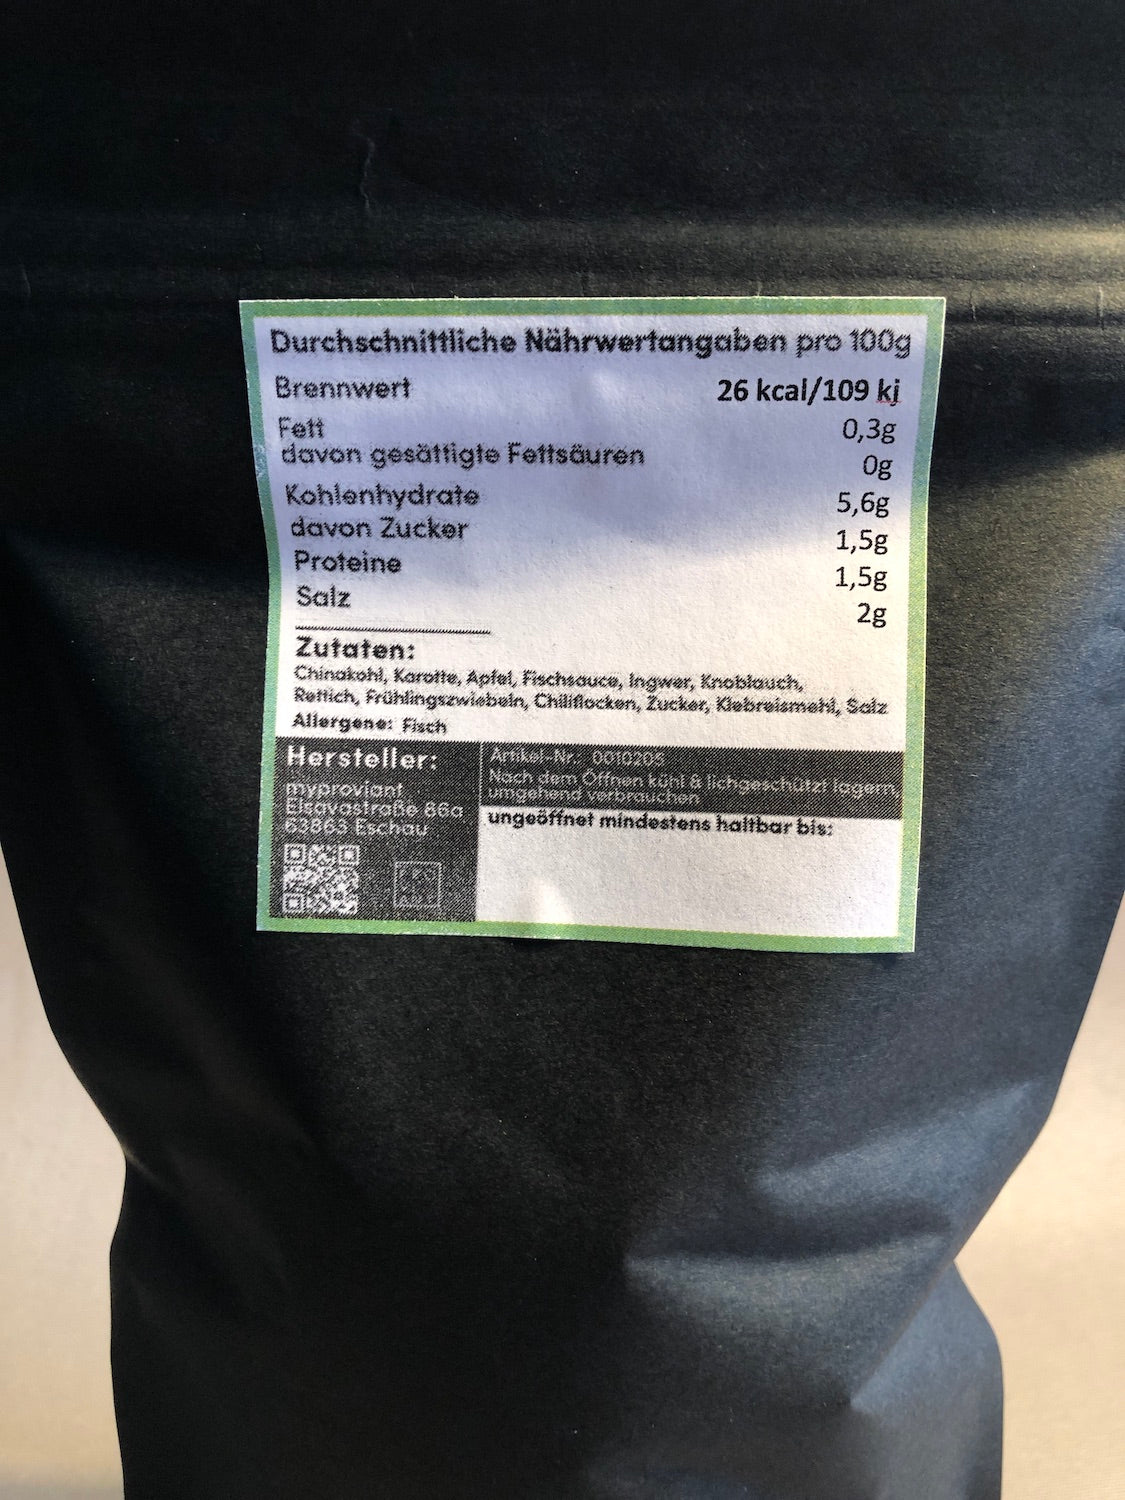 Durchschnittliche Nährwertangaben pro 100g
Brennwert 26 kcal/109 kj
Fett 0,3g
davon gesättigte Fettsäuren 0g
Kohlenhydrate 5,6g
davon Zucker 1,5g
Proteine 1,5g
Salz 2g
Zutaten:
Chinakohl, Karotte, Apfel, Fischsauce, Ingwer, Knoblauch,
Rettich, Frühlingszwiebeln, Chiliflocken, Zucker, Klebreismehl, Salz
Allergene: Fisch
Hersteller:
myproviant
Elsavastraße 86a
63863 Eschau
Artikel-Nr.: 0010205
Nach dem Öffnen kühl & lichgeschützt lagern,
umgehend verbrauchen
ungeöffnet mindestens haltbar bis: